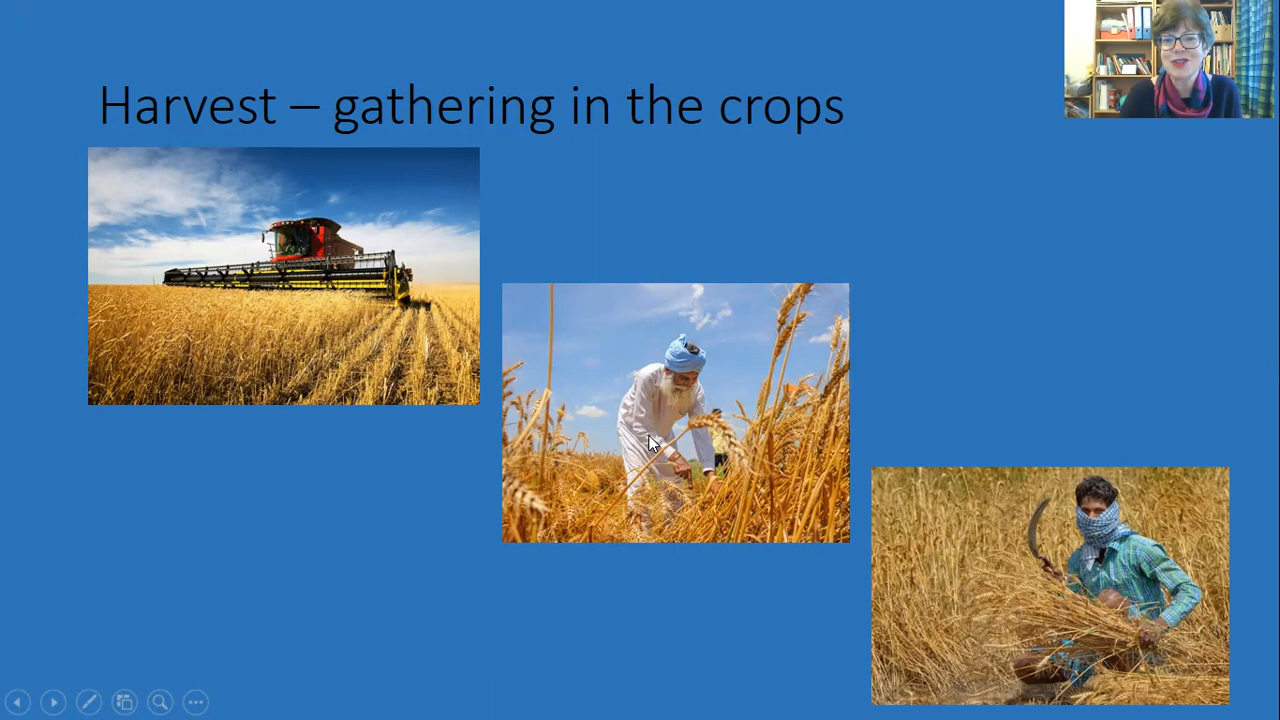 Harvest – gathering in the crops